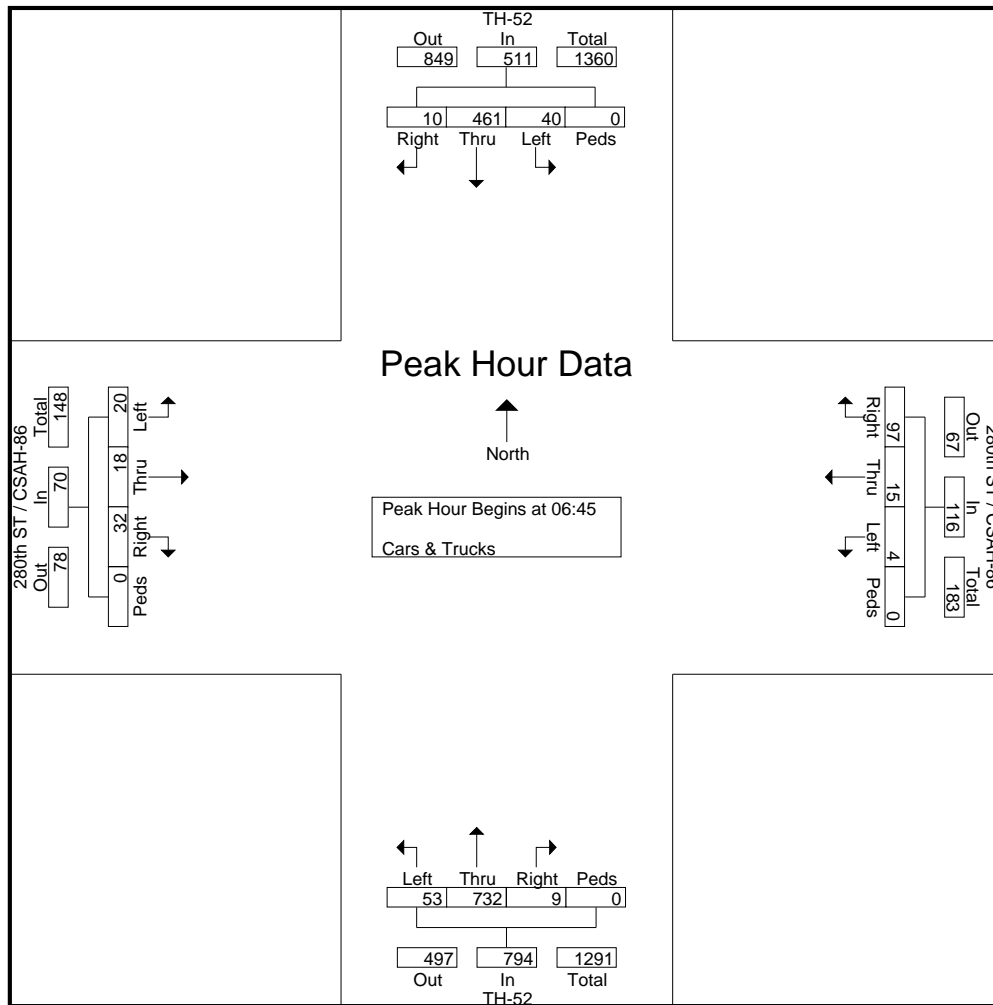 TH-52
Out In Total
849 511 1360
10 461 40 0
Right Thru Left Peds
Peak Hour Data
North
Peak Hour Begins at 06:45
Cars & Trucks
280th ST / CSAH-86
Total In Out
148 70 78
20 18 32 0
Left Thru Right Peds
Right Thru Left Peds
97 15 4 0
67 116 183
Out In Total
280th ST / CSAH-86
Left Thru Right Peds
53 732 9 0
497 794 1291
Out In Total
TH-52